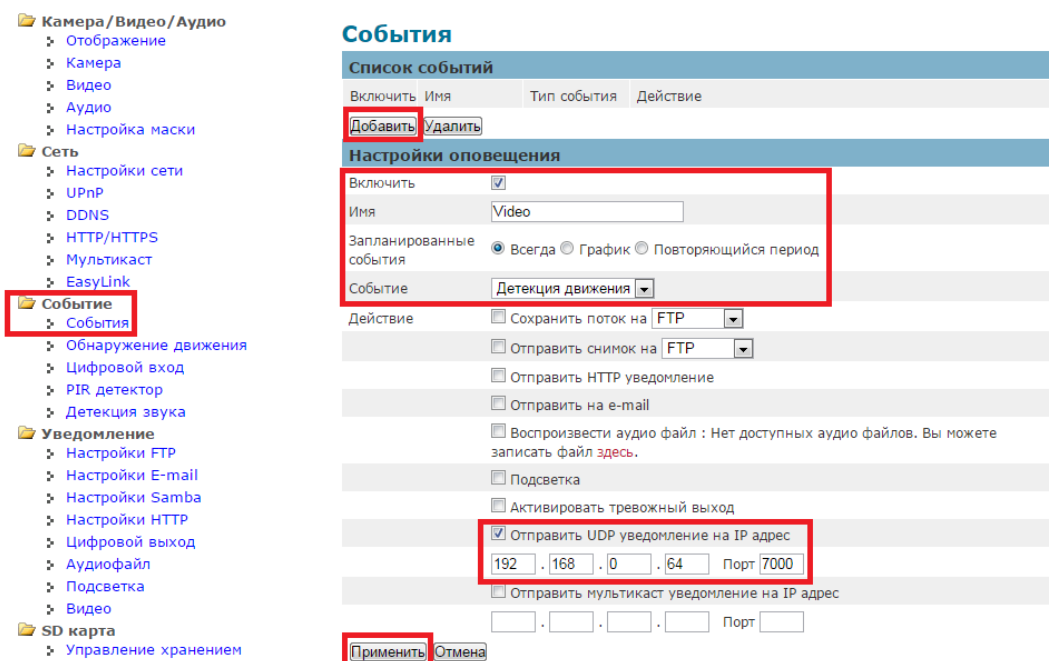 Камера/Видео/Аудио
Отображение
Камера
Видео
Аудио
Настройка маски
Сеть
Настройки сети
UPnP
DDNS
HTTP/HTTPS
Мультикаст
EasyLink
Событие
События
Обнаружение движения
Цифровой вход
PIR детектор
Детекция звука
Уведомление
Настройки FTP
Настройки E-mail
Настройки Samba
Настройки HTTP
Цифровой выход
Аудиофайл
Подсветка
Видео
SD карта
Управление хранением
События
Список событий
Включить Имя Тип события Действие
Добавить Удалить
Настройки оповещения
Включить
Имя Video
Запланированные события Всегда График Повторяющийся период
Событие Детекция движения
Действие Сохранить поток на FTP
Отправить снимок на FTP
Отправить HTTP уведомление
Отправить на e-mail
Воспроизвести аудио файл : Нет доступных аудио файлов. Вы можете
записать файл здесь.
Подсветка
Активировать тревожный выход
Отправить UDP уведомление на IP адрес
192 . 168 . 0 . 64 Порт 7000
Отправить мультикаст уведомление на IP адрес
. . . Порт
Применить Отмена